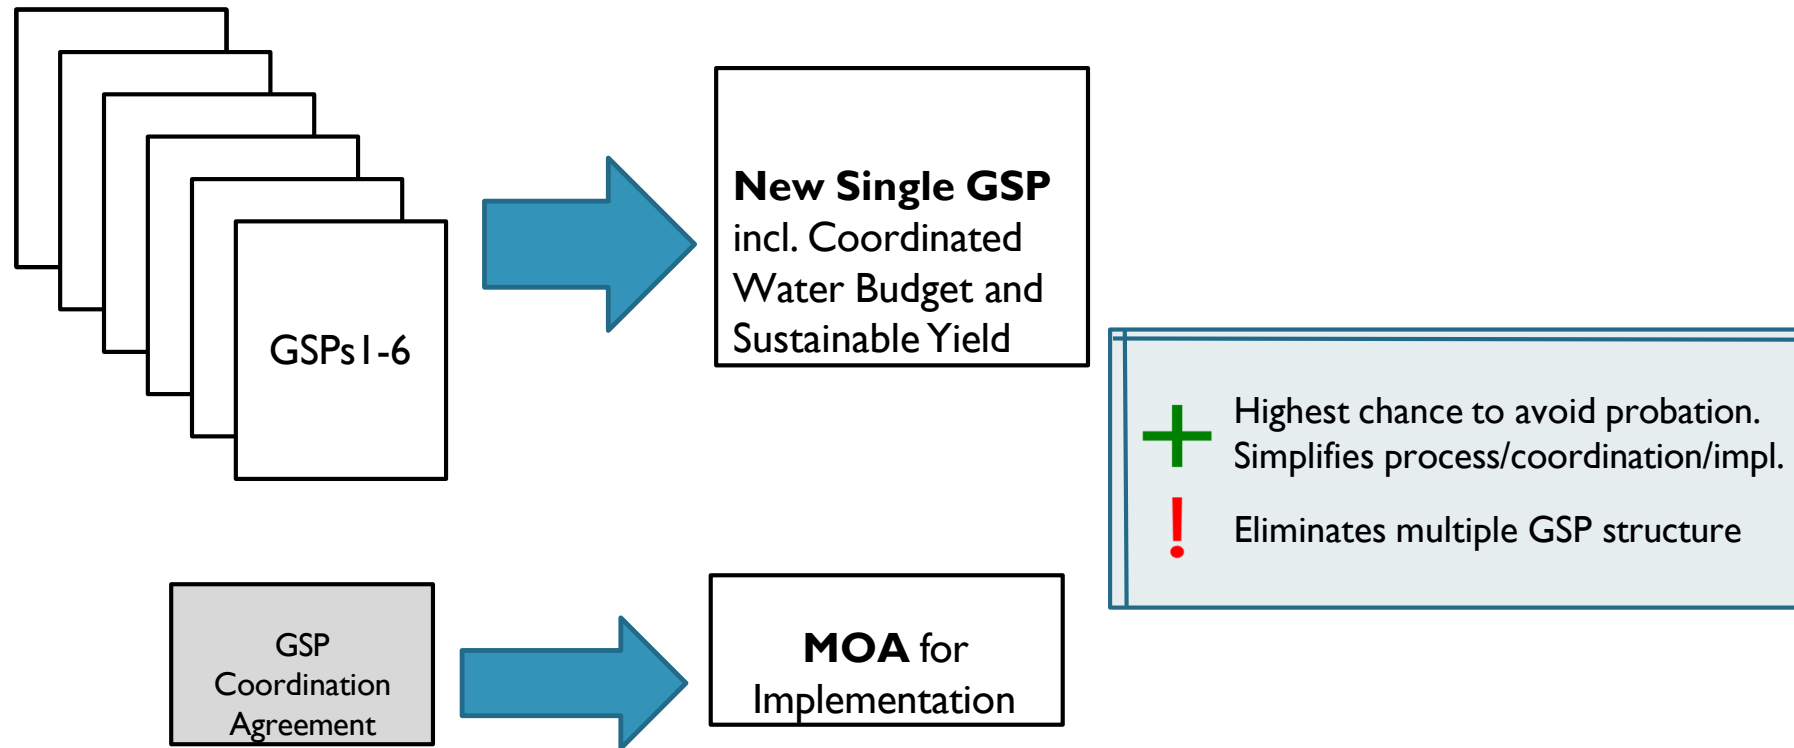 GSPs1-6
New Single GSP
incl. Coordinated
Water Budget and
Sustainable Yield
Highest chance to avoid probation.
Simplifies process/coordination/impl.
! Eliminates multiple GSP structure
GSP
Coordination
Agreement
MOA for
Implementation